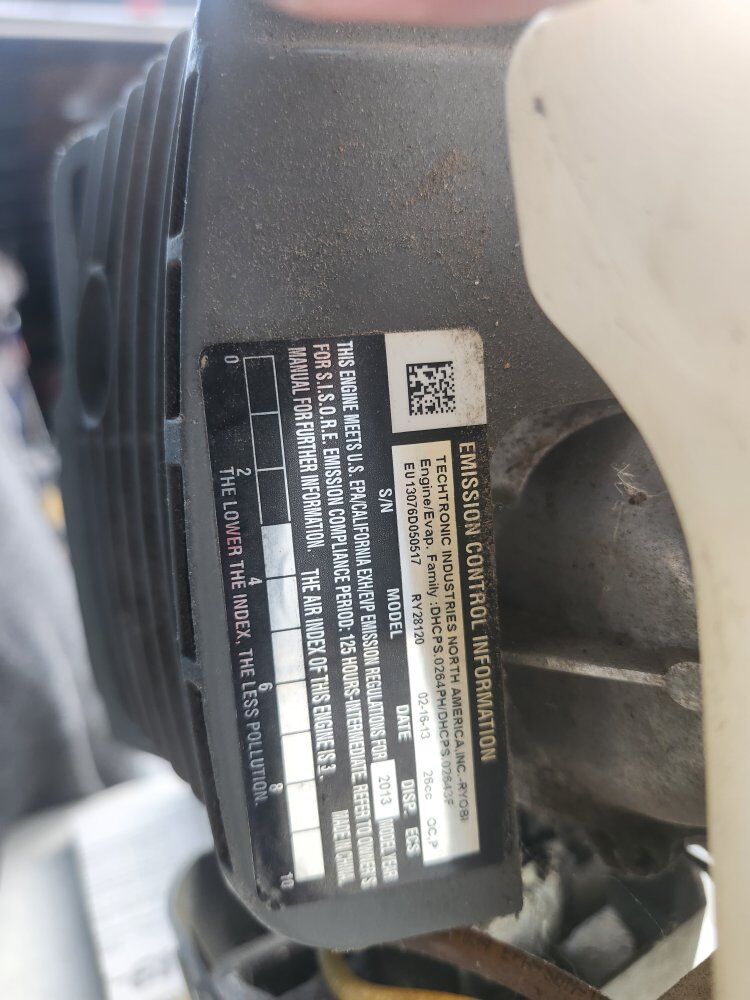 EMISSION CONTROL INFORMATION
TECHTRONIC INDUSTRIES NORTH AMERICA,INC.-RYOBI
Engine/Evap. Family :DHCPS.0264PH/DHCPS.02643F
EU13076D050517 RY28120 02-16-13 26cc OC,P
S/N MODEL DATE DISP. ECS
THIS ENGINE MEETS U.S. EPA/CALIFORNIA EXH/EVP EMISSION REGULATIONS FOR 2013 MODEL YEAR
FOR S.I.S.O.R.E. EMISSION COMPLIANCE PERIOD: 125 HOURS-INTERMEDIATE. REFER TO OWNER'S
MANUAL FOR FURTHER INFORMATION. THE AIR INDEX OF THIS ENGINE IS 3. MADE IN CHINA
0 2 4 6 8 10
THE LOWER THE INDEX, THE LESS POLLUTION.